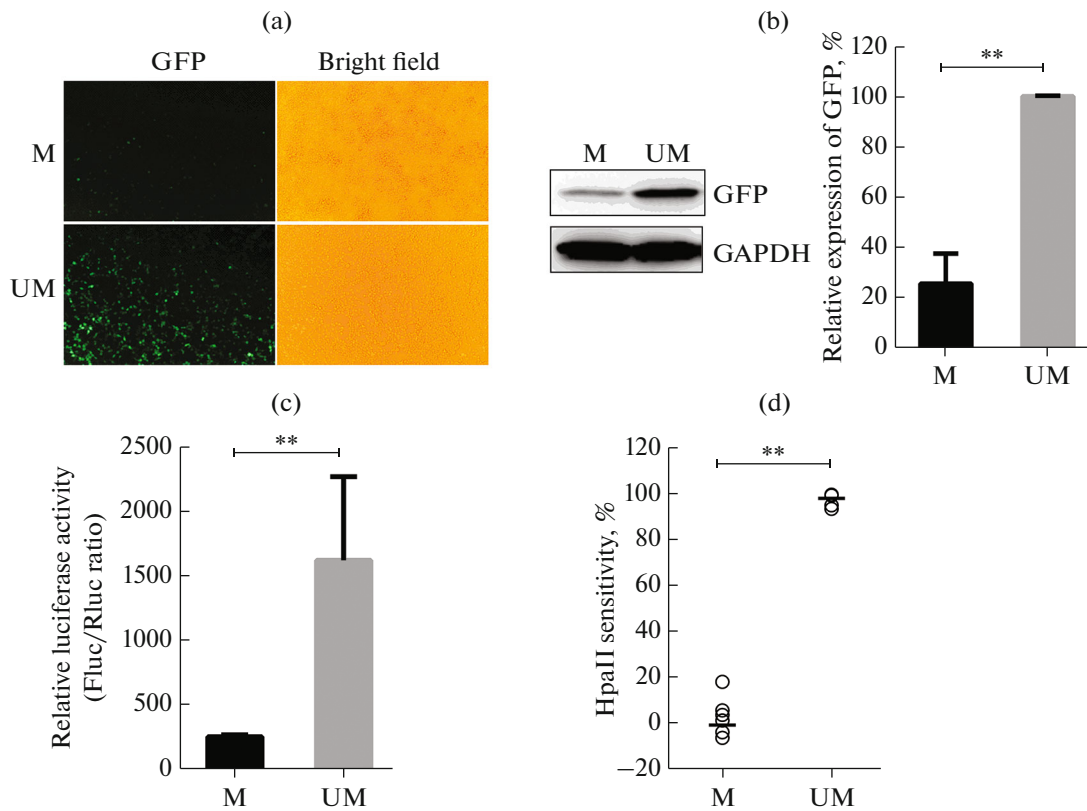 (a)
GFP
Bright field
M
UM
(b)
M
UM
GFP
GAPDH
Relative expression of GFP, %
120
100
80
60
40
20
0
**
M
UM
(c)
Relative luciferase activity
(Fluc/Rluc ratio)
2500
2000
1500
1000
500
0
**
M
UM
(d)
HpaII sensitivity, %
120
100
80
60
40
20
0
−20
**
M
UM